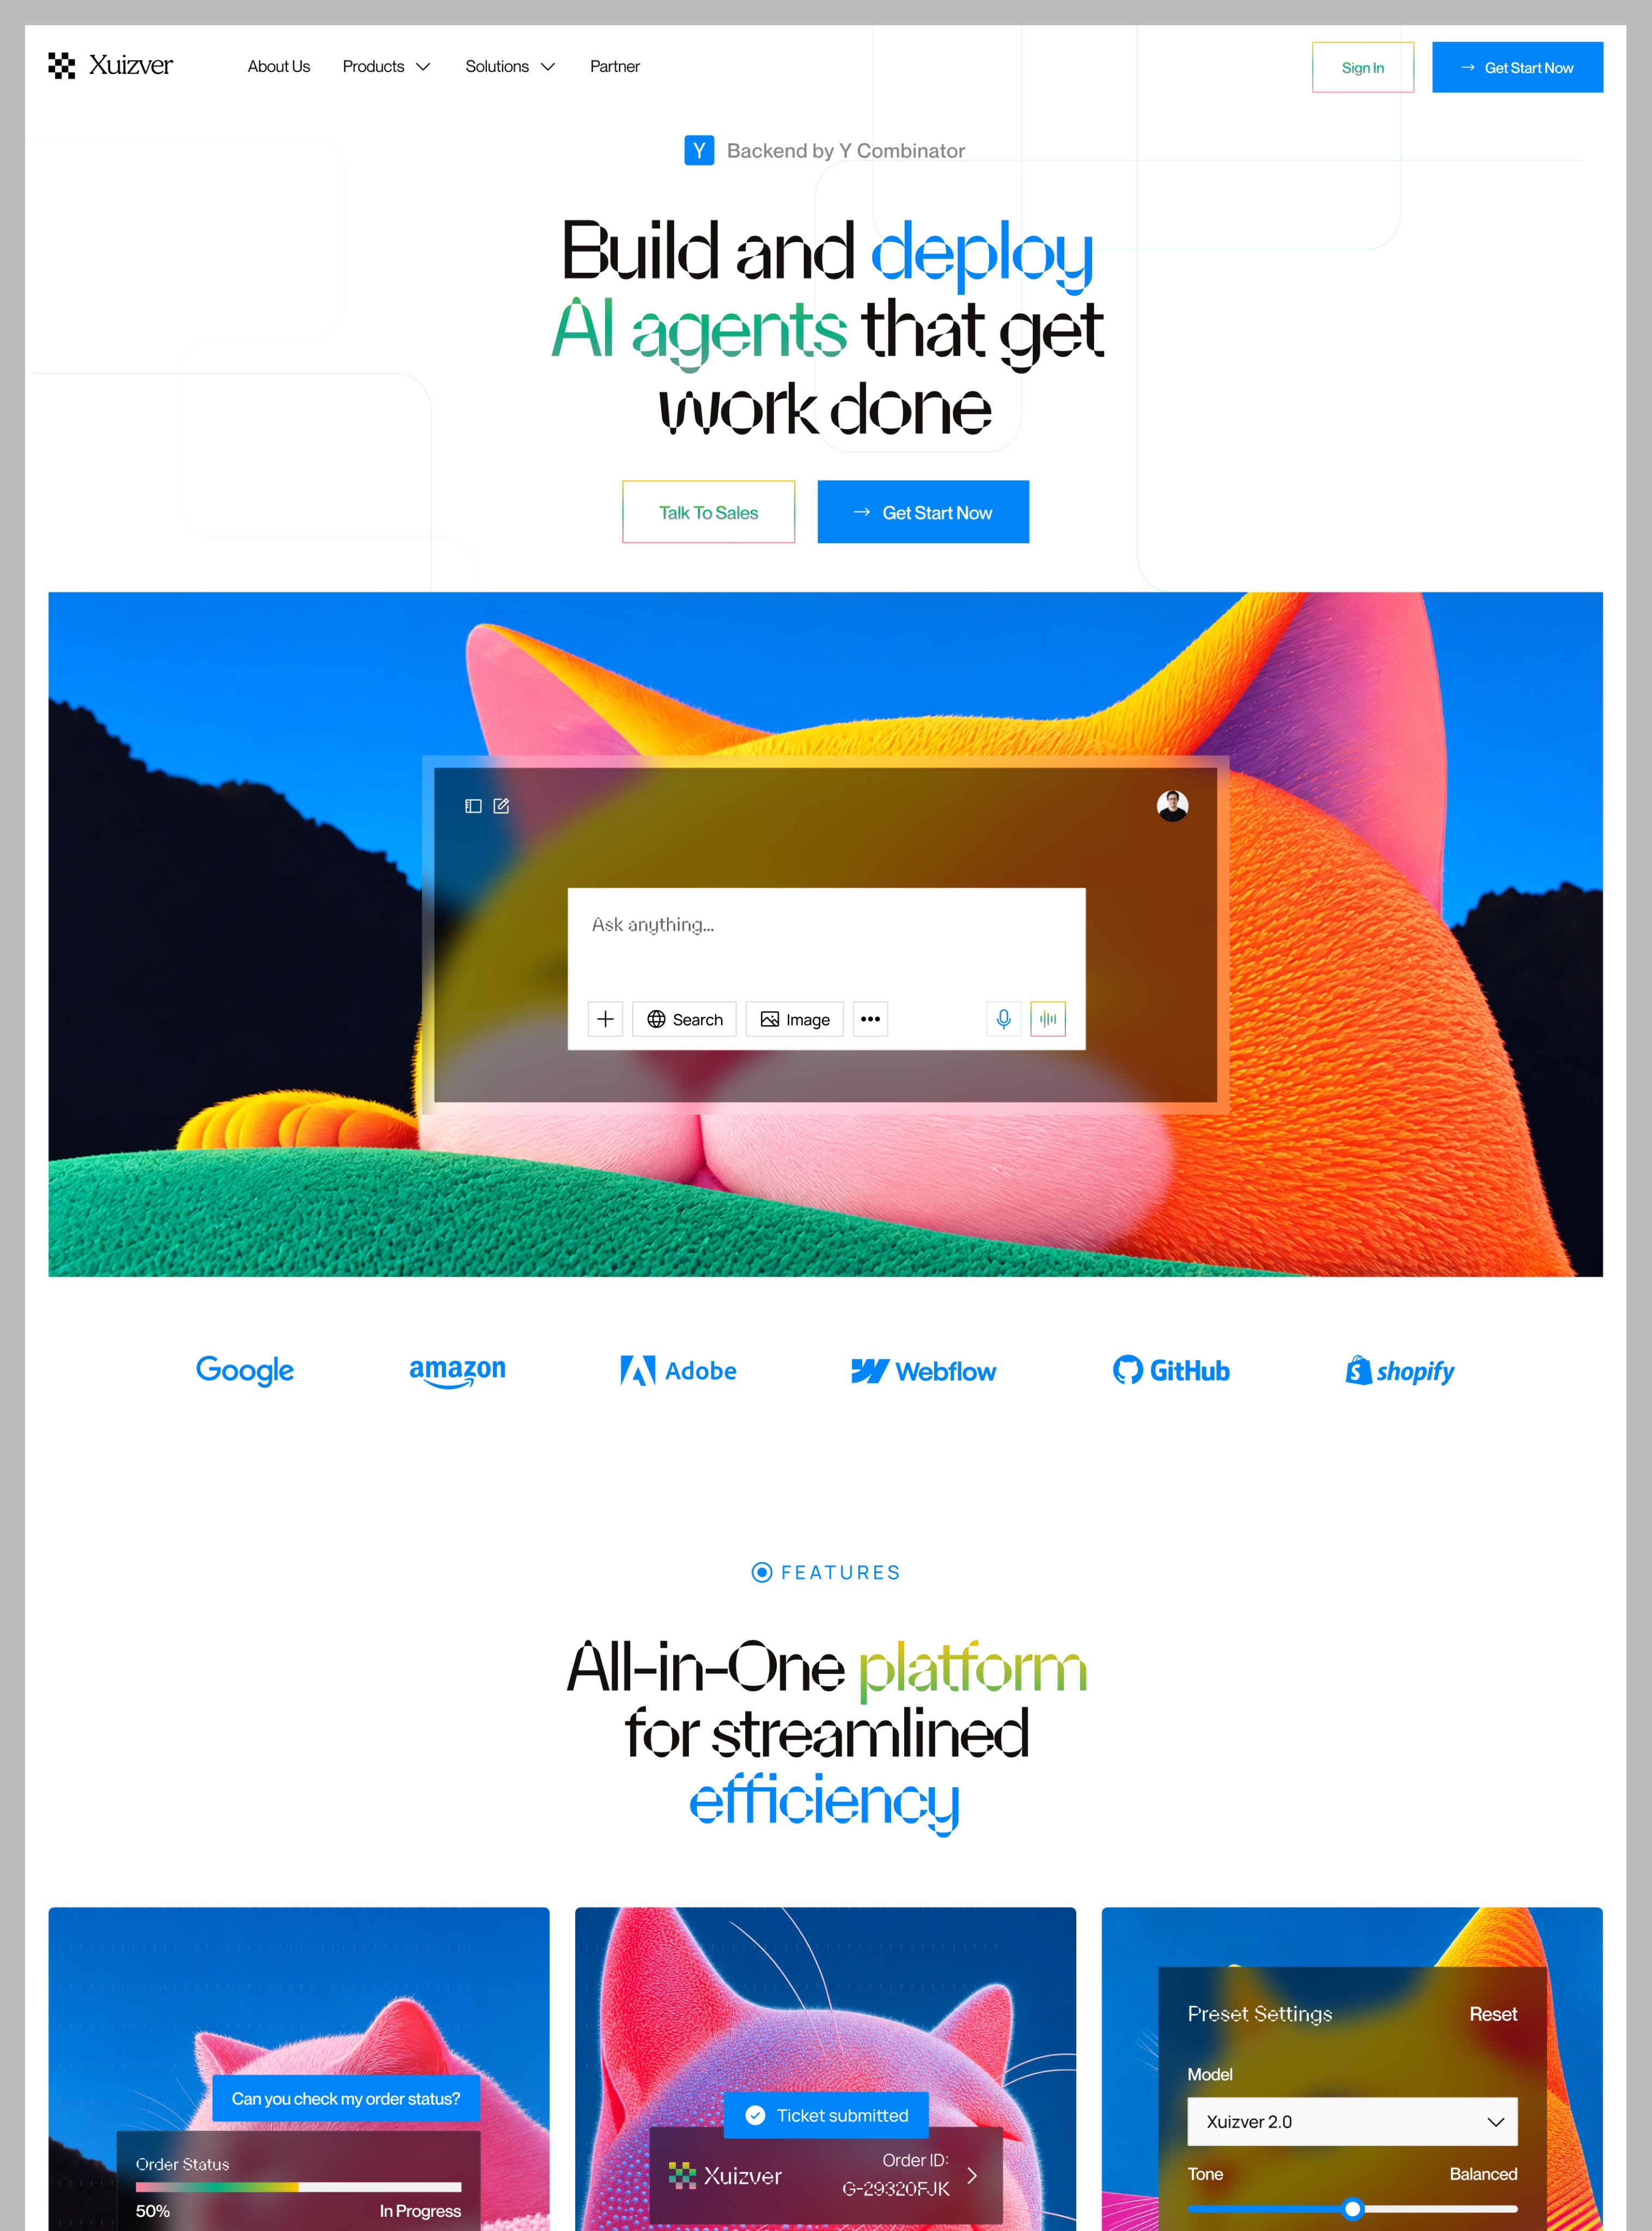 Xuizver
About Us
Products
Solutions
Partner
Sign In
Get Start Now
Y
Backend by Y Combinator
Build and deploy
AI agents that get
work done
Talk To Sales
Get Start Now
Ask anything...
Search
Image
Google
amazon
Adobe
Webflow
GitHub
shopify
FEATURES
All-in-One platform
for streamlined
efficiency
Can you check my order status?
Order Status
50%
In Progress
Ticket submitted
Xuizver
Order ID:
G-29320FJK
Preset Settings
Reset
Model
Xuizver 2.0
Tone
Balanced